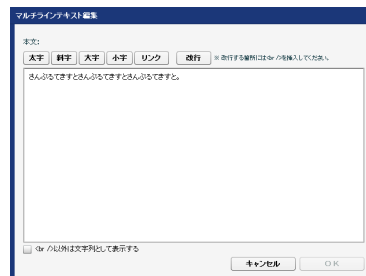 マルチラインテキスト編集
本文:
太字 斜字 大字 小字 リンク 改行 ※ 改行する箇所には<br />を挿入してください。
さんぷるてきすとさんぷるてきすとさんぷるてきすと。
<br />以外は文字列として表示する
キャンセル OK